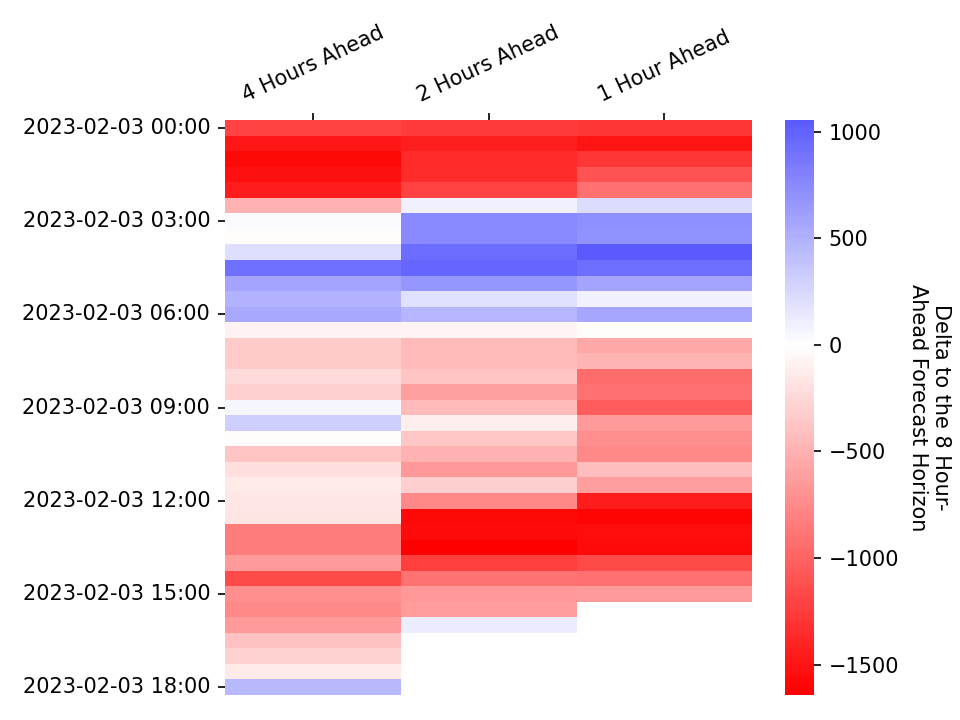 4 Hours Ahead
2 Hours Ahead
1 Hour Ahead
2023-02-03 00:00
2023-02-03 03:00
2023-02-03 06:00
2023-02-03 09:00
2023-02-03 12:00
2023-02-03 15:00
2023-02-03 18:00
1000
500
0
−500
−1000
−1500
Delta to the 8 Hour-
Ahead Forecast Horizon